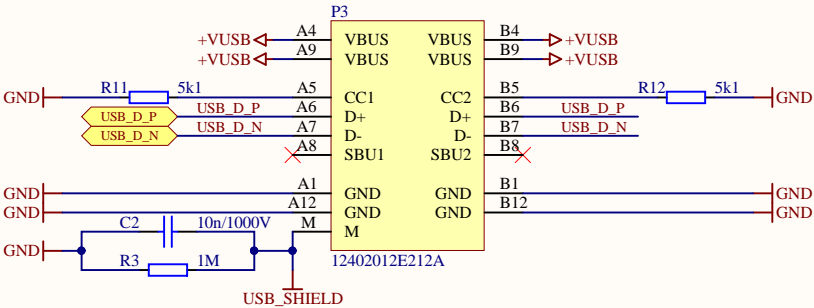 P3
+VUSB A4 VBUS VBUS B4 +VUSB
+VUSB A9 VBUS VBUS B9 +VUSB
GND R11 5k1 A5 CC1 CC2 B5 R12 5k1 GND
USB_D_P USB_D_P A6 D+ D+ B6 USB_D_P
USB_D_N USB_D_N A7 D- D- B7 USB_D_N
A8 SBU1 SBU2 B8
GND A1 GND GND B1 GND
GND A12 GND GND B12 GND
C2 10n/1000V M M
GND
R3 1M 12402012E212A
USB_SHIELD